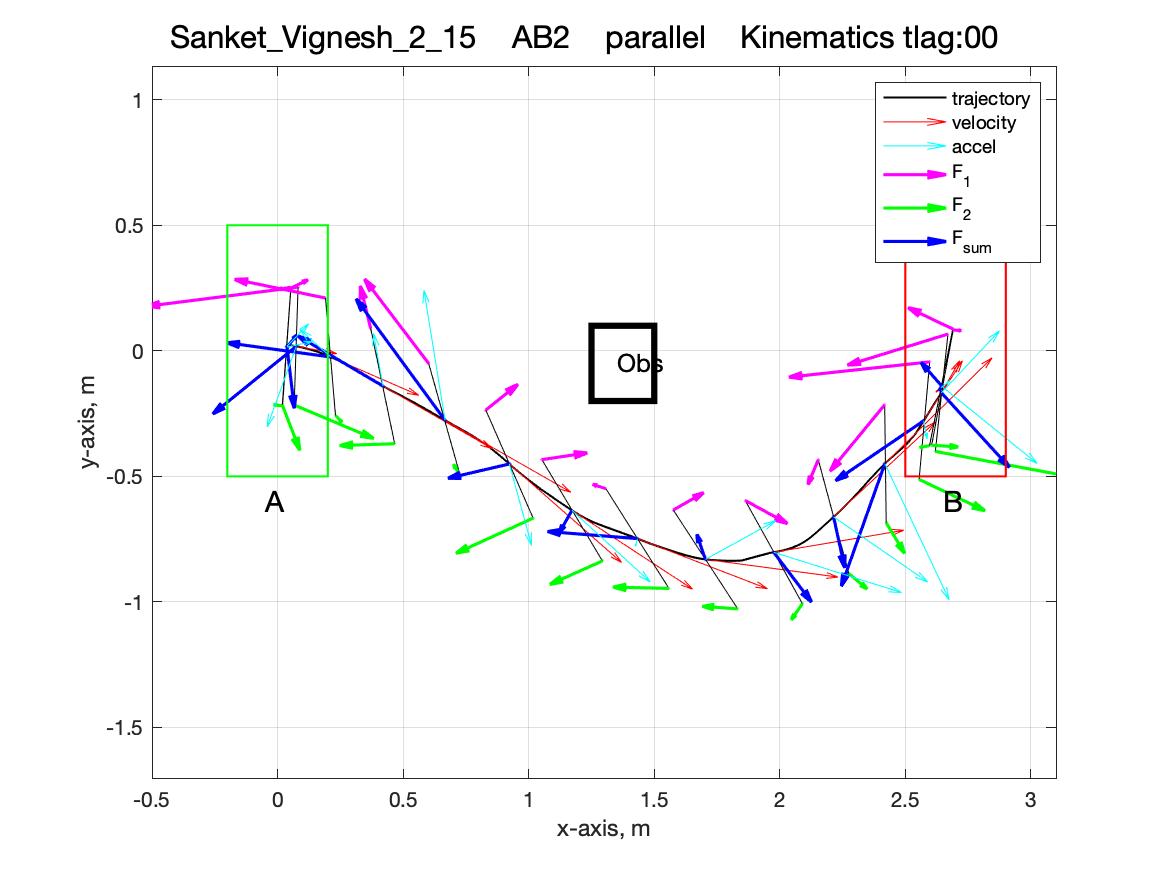 Sanket_Vignesh_2_15 AB2 parallel Kinematics tlag:00
trajectory
velocity
accel
F1
F2
Fsum
1
0.5
0
-0.5
-1
-1.5
y-axis, m
Obs
A
B
-0.5 0 0.5 1 1.5 2 2.5 3
x-axis, m